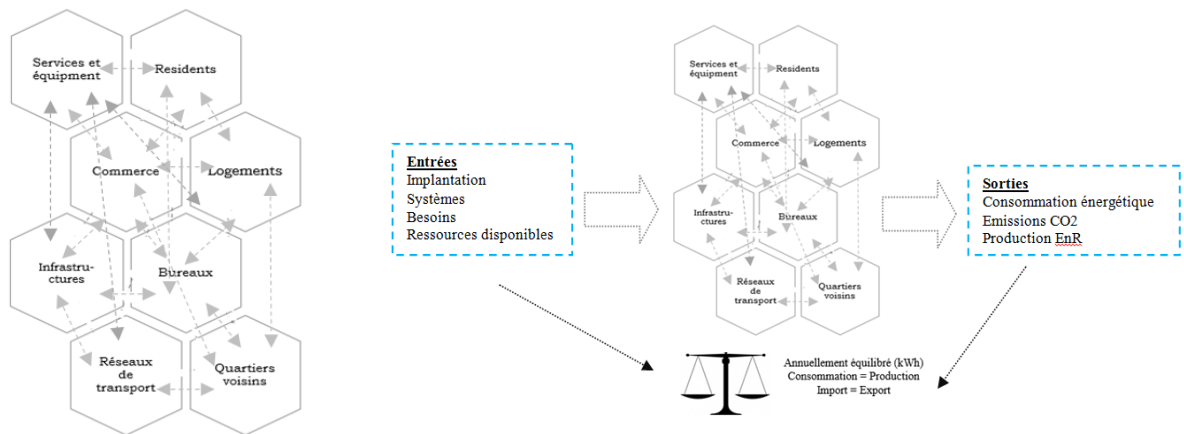 Services et
équipment
Residents
Commerce
Logements
Infrastru-
ctures
Bureaux
Réseaux
de
transport
Quartiers
voisins
Entrées
Implantation
Systèmes
Besoins
Ressources disponibles
Services et
équipment
Residents
Commerce
Logements
Infrastru-
ctures
Bureaux
Réseaux
de
transport
Quartiers
voisins
Sorties
Consommation énergétique
Emissions CO2
Production EnR
Annuellement équilibré (kWh)
Consommation = Production
Import = Export